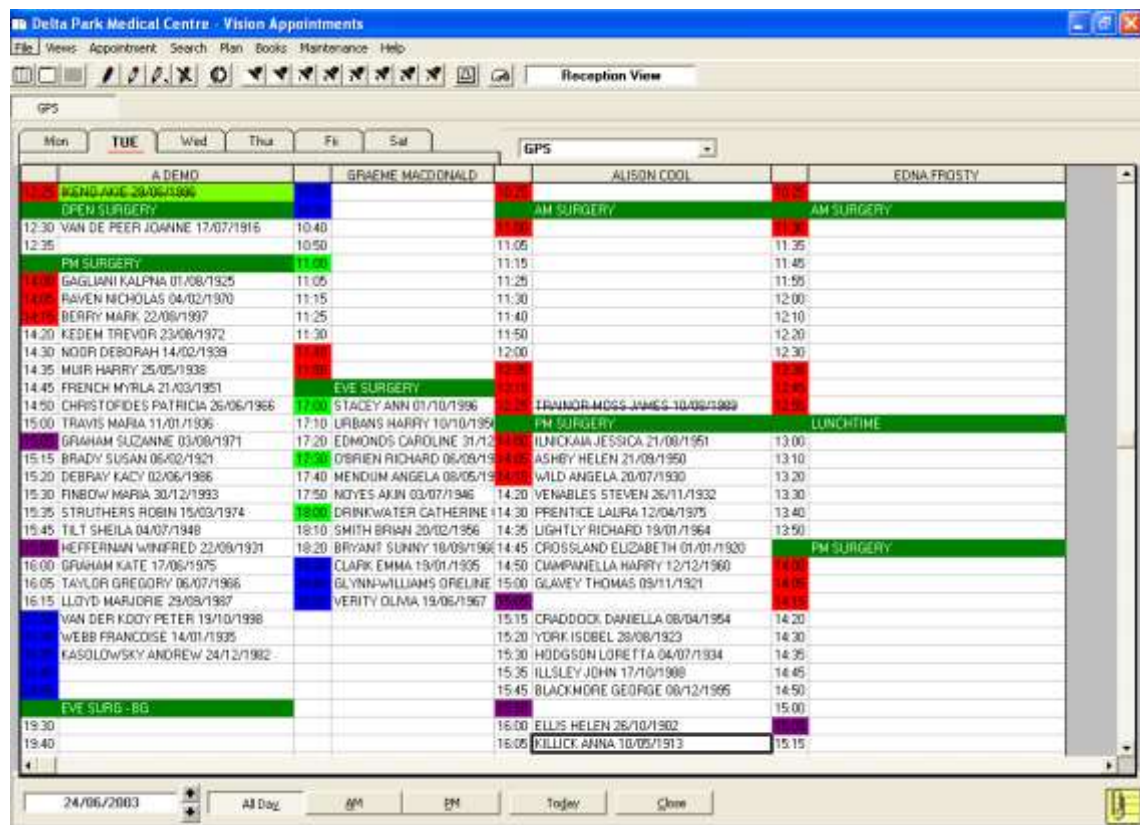 Delta Park Medical Centre - Vision Appointments
File Views Appointment Search Plan Books Maintenance Help
Reception View
GPS
Mon TUE Wed Thur Fri Sat GPS
A DEMO GRAEME MACDONALD ALISON COOL EDNA FROSTY
OPEN SURGERY AM SURGERY AM SURGERY
12:30 VAN DE PEER JOANNE 17/07/1916 10:40
12:35 10:50 11:05 11:35
PM SURGERY 11:00 11:15 11:45
GAGLIANI KALPNA 01/08/1925 11:05 11:25 11:55
RAVEN NICHOLAS 04/02/1970 11:15 11:30 12:00
BERRY MARK 22/08/1997 11:25 11:40 12:10
14:20 KEDEM TREVOR 23/08/1972 11:30 11:50 12:20
14:30 NOOR DEBORAH 14/02/1939 12:00 12:30
14:35 MUIR HARRY 25/05/1938
14:45 FRENCH MYRLA 21/03/1951 EVE SURGERY
14:50 CHRISTOFIDES PATRICIA 26/06/1966 17:00 STACEY ANN 01/10/1996 TRAINOR-MOSS JAMES 10/08/1989
15:00 TRAVIS MARIA 11/01/1936 17:10 URBANS HARRY 10/10/195 PM SURGERY LUNCHTIME
GRAHAM SUZANNE 03/08/1971 17:20 EDMONDS CAROLINE 31/12 ILNICKAIA JESSICA 21/08/1951 13:00
15:15 BRADY SUSAN 06/02/1921 17:30 O'BRIEN RICHARD 06/09/19 ASHBY HELEN 21/09/1950 13:10
15:20 DEBRAY KACY 02/06/1986 17:40 MENDUM ANGELA 08/05/19 WILD ANGELA 20/07/1930 13:20
15:30 FINBOW MARIA 30/12/1993 17:50 NOYES AKIN 03/07/1946 14:20 VENABLES STEVEN 26/11/1932 13:30
15:35 STRUTHERS ROBIN 15/03/1974 18:00 DRINKWATER CATHERINE 14:30 PRENTICE LAURA 12/04/1975 13:40
15:45 TILT SHEILA 04/07/1948 18:10 SMITH BRIAN 20/02/1956 14:35 LIGHTLY RICHARD 19/01/1964 13:50
HEFFERNAN WINIFRED 22/09/1931 18:20 BRYANT SUNNY 18/09/196 14:45 CROSSLAND ELIZABETH 01/01/1920 PM SURGERY
16:00 GRAHAM KATE 17/06/1975 CLARK EMMA 19/01/1935 14:50 CIAMPANELLA HARRY 12/12/1960
16:05 TAYLOR GREGORY 06/07/1966 GLYNN-WILLIAMS ORELINE 15:00 GLAVEY THOMAS 09/11/1921
16:15 LLOYD MARJORIE 29/09/1987 VERITY OLIVIA 19/06/1967
VAN DER KOOY PETER 19/10/1998 15:15 CRADDOCK DANIELLA 08/04/1954 14:20
WEBB FRANCOISE 14/01/1935 15:20 YORK ISOBEL 28/08/1923 14:30
KASOLOWSKY ANDREW 24/12/1982 15:30 HODGSON LORETTA 04/07/1934 14:35
15:35 ILLSLEY JOHN 17/10/1988 14:45
15:45 BLACKMORE GEORGE 08/12/1995 14:50
EVE SURG - BG 15:00
19:30 16:00 ELLIS HELEN 26/10/1902
19:40 16:05 KILLICK ANNA 10/05/1913 15:15
24/06/2003 All Day AM PM Today Close